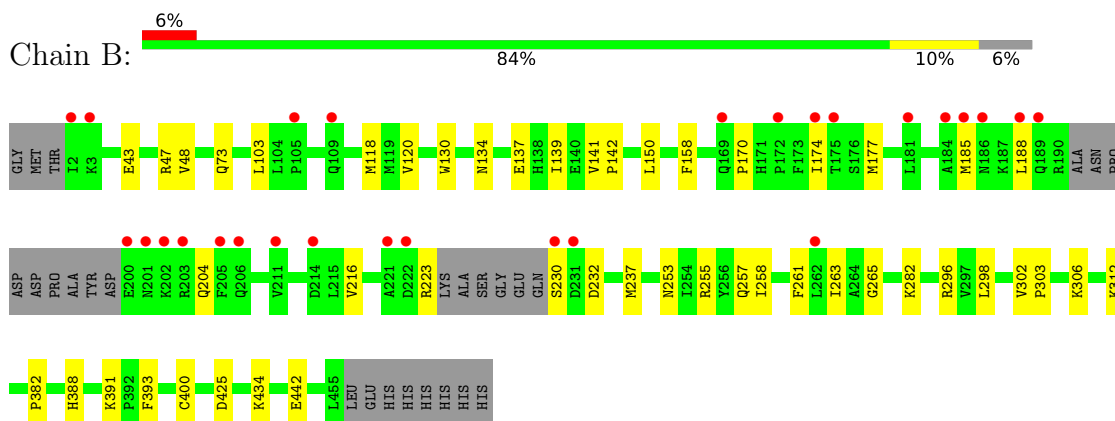 6%
Chain B:
84% 10% 6%
GLY MET THR I2 K3 E43 R47 V48 Q73 L103 L104 P105 Q109 M118 M119 V120 W130 N134 E137 H138 I139 E140 V141 P142 L150 F158 Q169 P170 H171 P172 F173 I174 T175 S176 M177 L181 A184 M185 N186 K187 L188 Q189 R190 ALA ASN PRO
ASP ASP PRO ALA TYR ASP E200 N201 K202 R203 Q204 F205 Q206 V211 D214 L215 V216 A221 D222 R223 LYS ALA SER GLY GLU GLN S230 D231 D232 M237 N253 I254 R255 Y256 Q257 I258 F261 L262 I263 A264 G265 K282 R296 V297 L298 V302 P303 K306 K312
P382 H388 K391 P392 F393 C400 D425 K434 E442 L455 LEU GLU HIS HIS HIS HIS HIS HIS